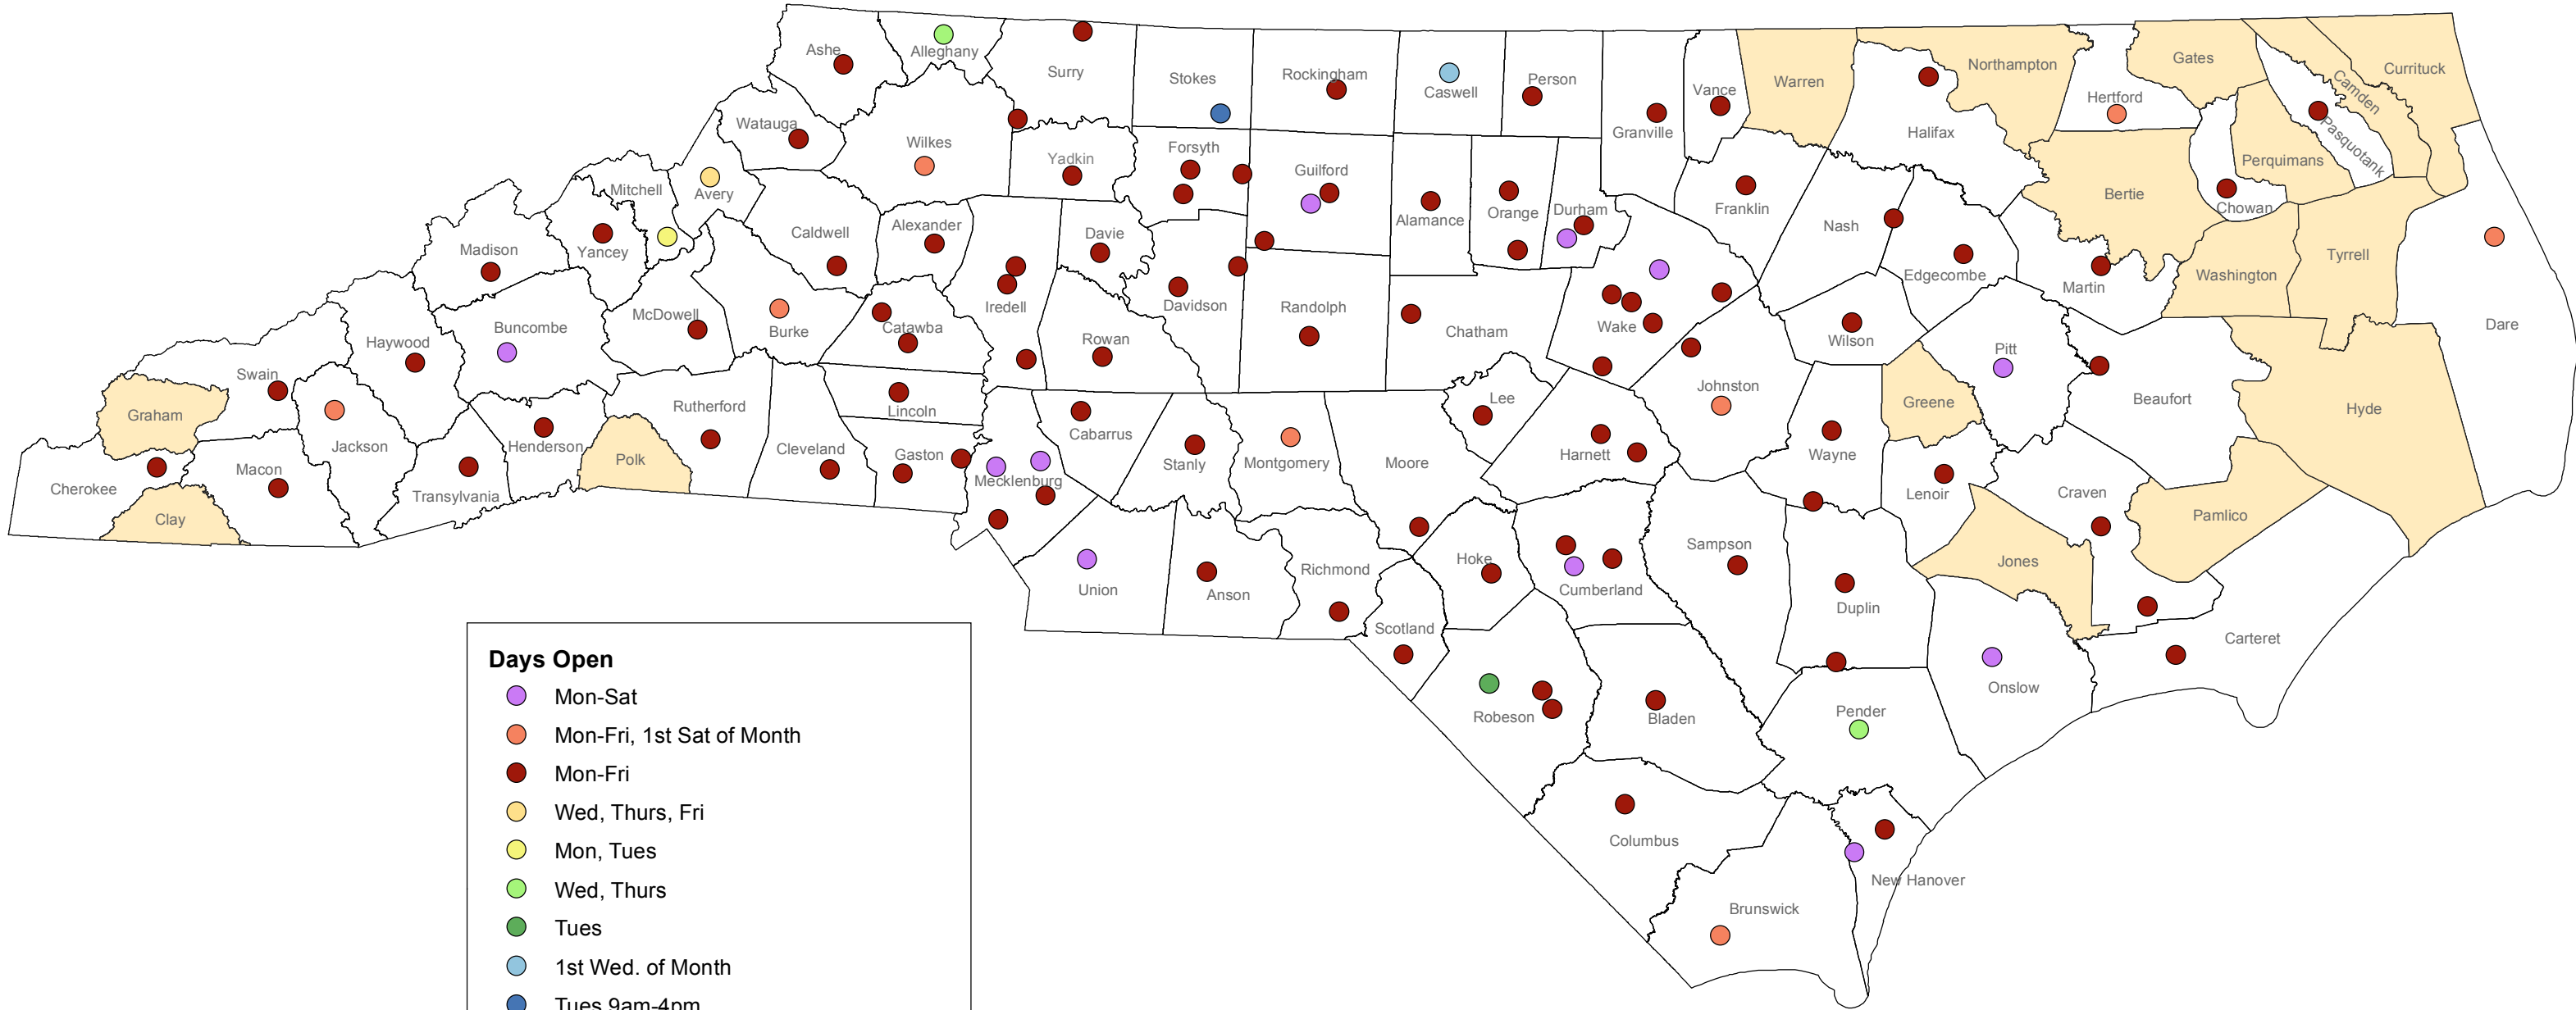 Ashe
Alleghany
Surry
Stokes
Rockingham
Caswell
Person
Granville
Vance
Warren
Northampton
Halifax
Hertford
Gates
Camden
Currituck
Pasquotank
Perquimans
Chowan
Bertie
Watauga
Wilkes
Yadkin
Forsyth
Guilford
Alamance
Orange
Durham
Franklin
Nash
Edgecombe
Martin
Washington
Tyrrell
Dare
Mitchell
Avery
Caldwell
Alexander
Davie
Madison
Yancey
Iredell
Davidson
Randolph
Chatham
Wake
Wilson
Pitt
Beaufort
Hyde
McDowell
Burke
Catawba
Rowan
Buncombe
Haywood
Swain
Graham
Jackson
Rutherford
Lincoln
Cabarrus
Lee
Johnston
Greene
Cherokee
Clay
Macon
Transylvania
Henderson
Polk
Cleveland
Gaston
Mecklenburg
Stanly
Montgomery
Moore
Harnett
Wayne
Lenoir
Craven
Pamlico
Union
Anson
Richmond
Hoke
Cumberland
Sampson
Jones
Duplin
Scotland
Carteret
Robeson
Bladen
Pender
Onslow
Columbus
New Hanover
Brunswick
Days Open
Mon-Sat
Mon-Fri, 1st Sat of Month
Mon-Fri
Wed, Thurs, Fri
Mon, Tues
Wed, Thurs
Tues
1st Wed. of Month
Tues 9am-4pm